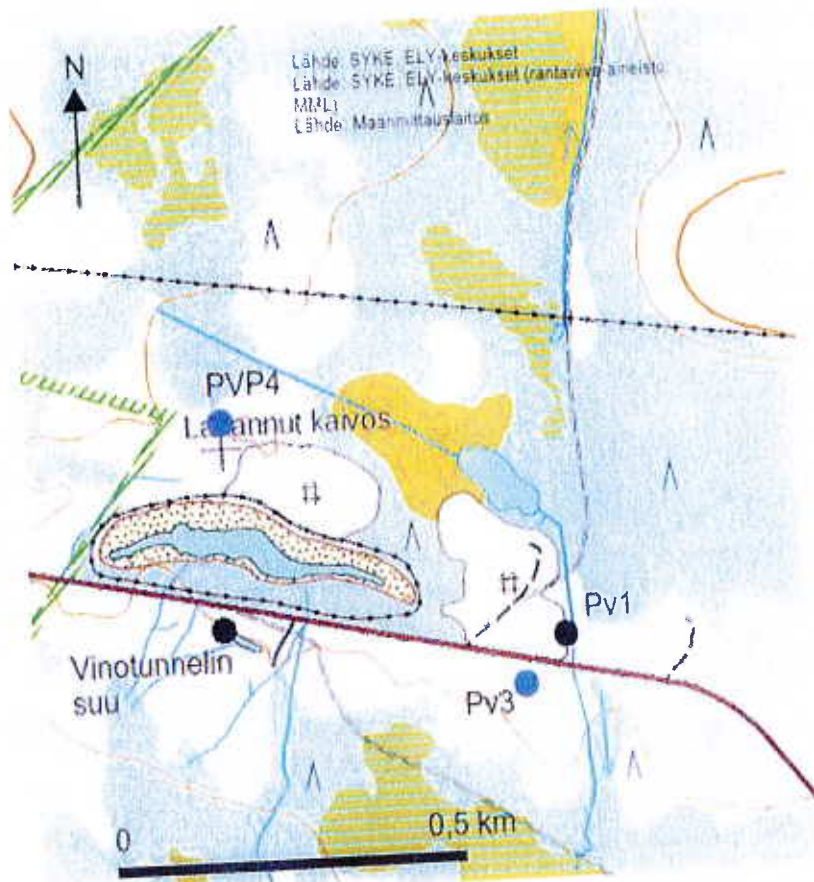 N
Lähde: SYKE, ELY-keskukset
Lähde: SYKE, ELY-keskukset (rantaviiva-aineisto:
MML)
Lähde: Maanmittauslaitos
PVP4
kaivos
Pv1
Vinotunnelin
suu
Pv3
0
0,5 km